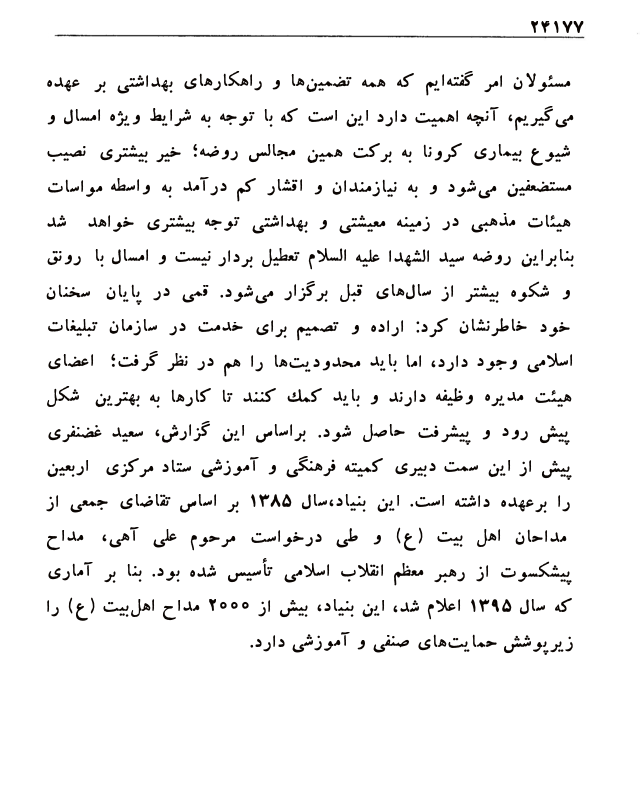 ۲۴۱۷۷
مسئولان امر گفته‌ایم که همه تضمین‌ها و راهکارهای بهداشتی بر عهده
می‌گیریم، آنچه اهمیت دارد این است که با توجه به شرایط ویژه امسال و
شیوع بیماری کرونا به برکت همین مجالس روضه؛ خیر بیشتری نصیب
مستضعفین می‌شود و به نیازمندان و اقشار کم درآمد به واسطه مواسات
هیئات مذهبی در زمینه معیشتی و بهداشتی توجه بیشتری خواهد شد
بنابراین روضه سید الشهدا علیه السلام تعطیل بردار نیست و امسال با رونق
و شکوه بیشتر از سال‌های قبل برگزار می‌شود. قمی در پایان سخنان
خود خاطرنشان کرد: اراده و تصمیم برای خدمت در سازمان تبلیغات
اسلامی وجود دارد، اما باید محدودیت‌ها را هم در نظر گرفت؛ اعضای
هیئت مدیره وظیفه دارند و باید کمك کنند تا کارها به بهترین شکل
پیش رود و پیشرفت حاصل شود. براساس این گزارش، سعید غضنفری
پیش از این سمت دبیری کمیته فرهنگی و آموزشی ستاد مرکزی اربعین
را برعهده داشته است. این بنیاد،سال ۱۳۸۵ بر اساس تقاضای جمعی از
مداحان اهل بیت (ع) و طی درخواست مرحوم علی آهی، مداح
پیشکسوت از رهبر معظم انقلاب اسلامی تأسیس شده بود. بنا بر آماری
که سال ۱۳۹۵ اعلام شد، این بنیاد، بیش از ۲۰۰۰ مداح اهل‌بیت (ع) را
زیرپوشش حمایت‌های صنفی و آموزشی دارد.